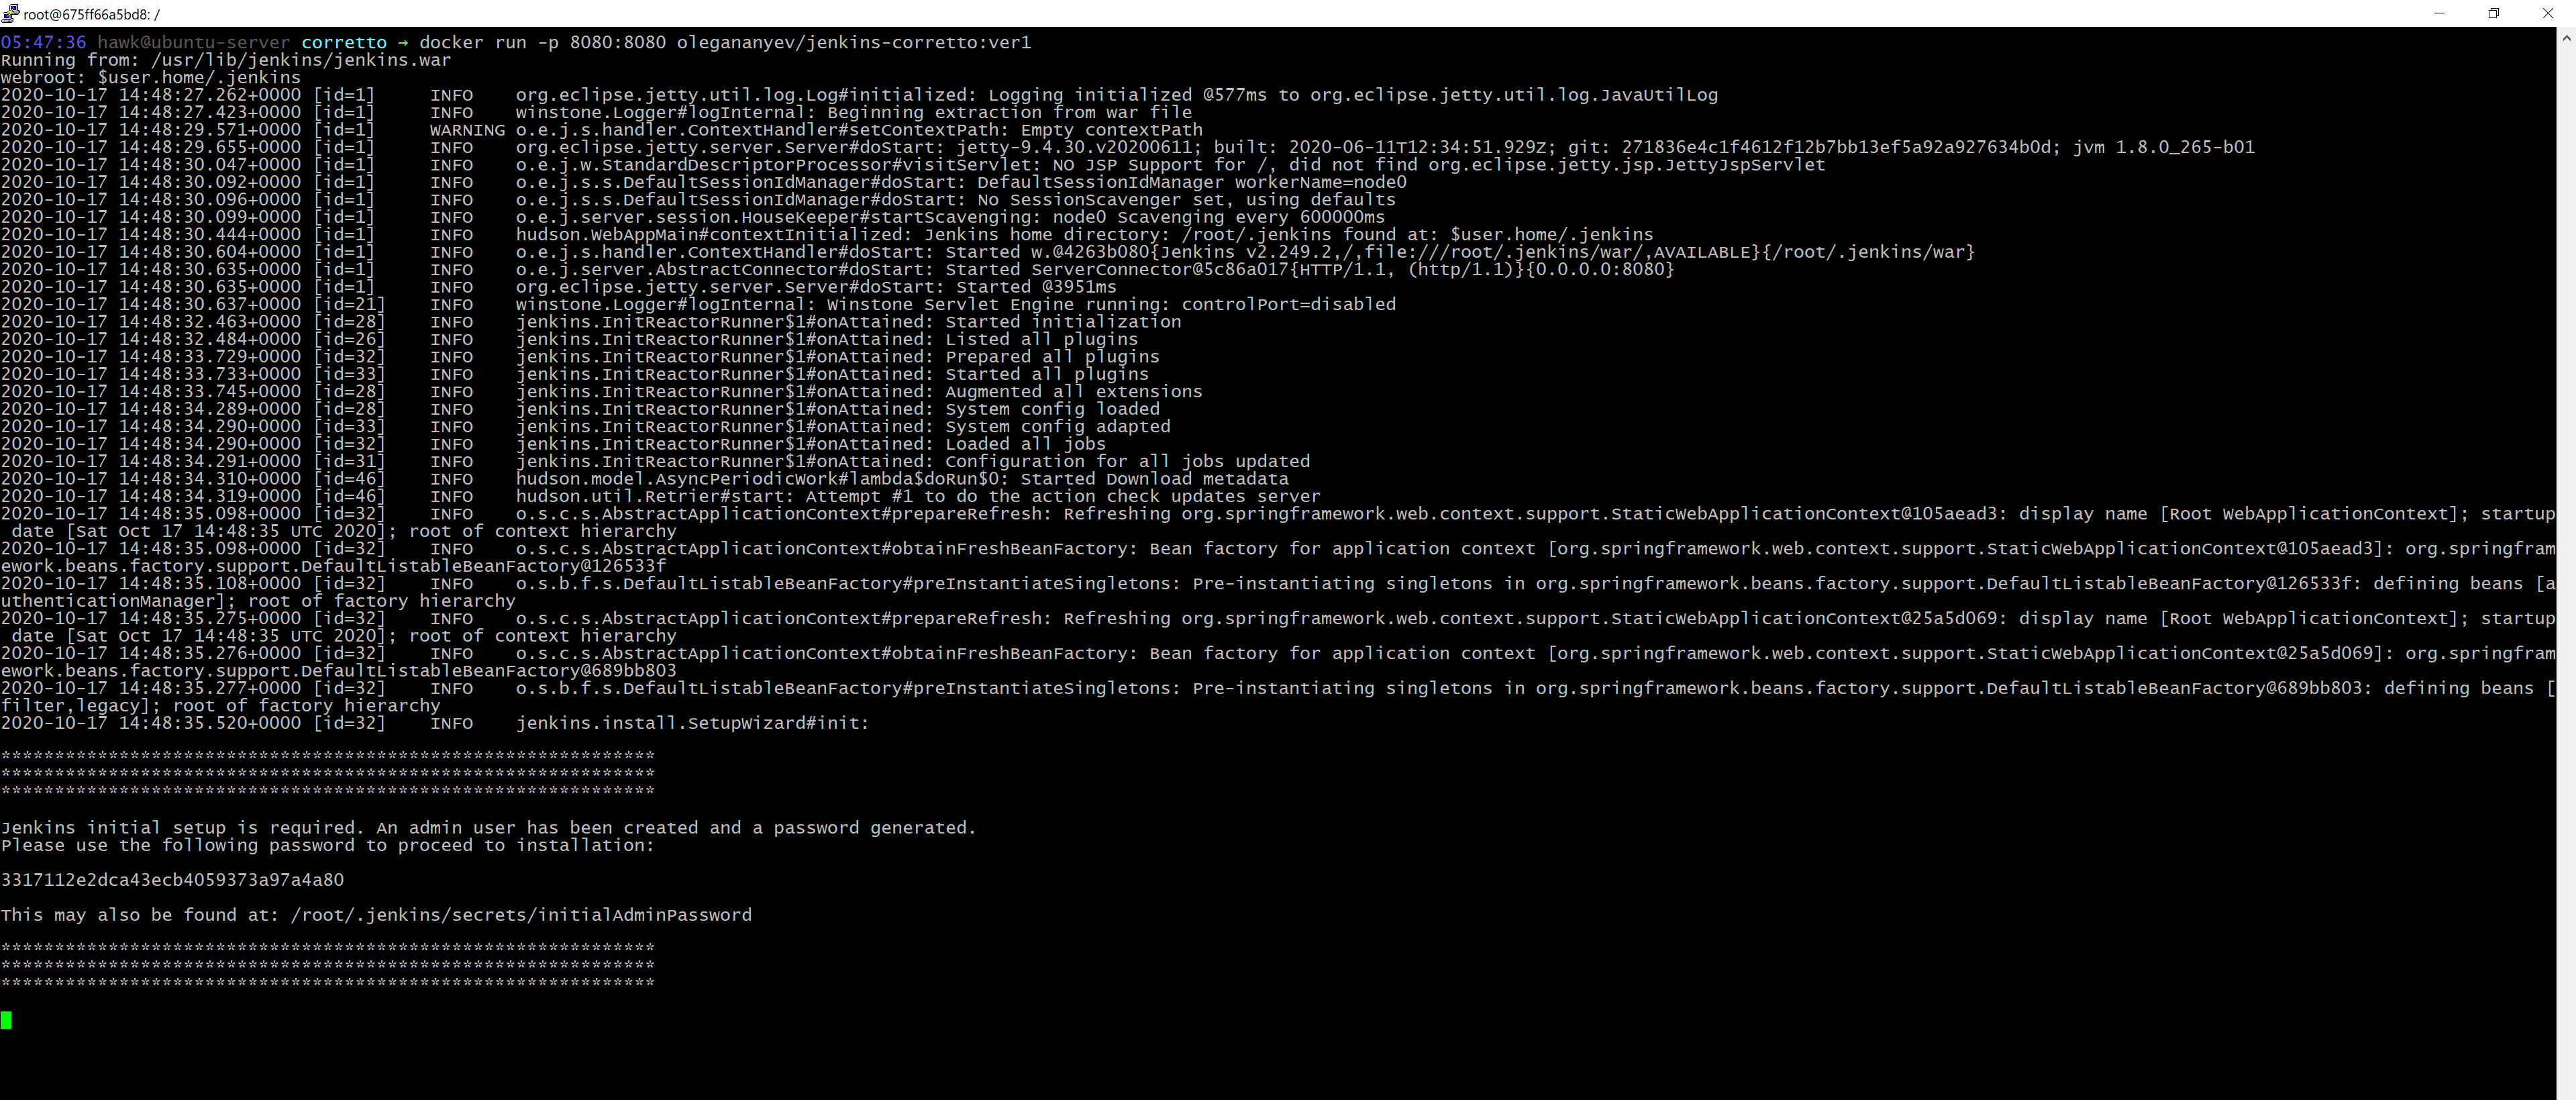 root@675ff66a5bd8: /
05:47:36 hawk@ubuntu-server corretto → docker run -p 8080:8080 olegananyev/jenkins-corretto:ver1
Running from: /usr/lib/jenkins/jenkins.war
webroot: $user.home/.jenkins
2020-10-17 14:48:27.262+0000 [id=1]     INFO    org.eclipse.jetty.util.log.Log#initialized: Logging initialized @577ms to org.eclipse.jetty.util.log.JavaUtilLog
2020-10-17 14:48:27.423+0000 [id=1]     INFO    winstone.Logger#logInternal: Beginning extraction from war file
2020-10-17 14:48:29.571+0000 [id=1]     WARNING o.e.j.s.handler.ContextHandler#setContextPath: Empty contextPath
2020-10-17 14:48:29.655+0000 [id=1]     INFO    org.eclipse.jetty.server.Server#doStart: jetty-9.4.30.v20200611; built: 2020-06-11T12:34:51.929z; git: 271836e4c1f4612f12b7bb13ef5a92a927634b0d; jvm 1.8.0_265-b01
2020-10-17 14:48:30.047+0000 [id=1]     INFO    o.e.j.w.StandardDescriptorProcessor#visitServlet: NO JSP Support for /, did not find org.eclipse.jetty.jsp.JettyJspServlet
2020-10-17 14:48:30.092+0000 [id=1]     INFO    o.e.j.s.s.DefaultSessionIdManager#doStart: DefaultSessionIdManager workerName=node0
2020-10-17 14:48:30.096+0000 [id=1]     INFO    o.e.j.s.s.DefaultSessionIdManager#doStart: No SessionScavenger set, using defaults
2020-10-17 14:48:30.099+0000 [id=1]     INFO    o.e.j.server.session.HouseKeeper#startScavenging: node0 Scavenging every 600000ms
2020-10-17 14:48:30.444+0000 [id=1]     INFO    hudson.WebAppMain#contextInitialized: Jenkins home directory: /root/.jenkins found at: $user.home/.jenkins
2020-10-17 14:48:30.604+0000 [id=1]     INFO    o.e.j.s.handler.ContextHandler#doStart: Started w.@4263b080{Jenkins v2.249.2,/,file:///root/.jenkins/war/,AVAILABLE}{/root/.jenkins/war}
2020-10-17 14:48:30.635+0000 [id=1]     INFO    o.e.j.server.AbstractConnector#doStart: Started ServerConnector@5c86a017{HTTP/1.1, (http/1.1)}{0.0.0.0:8080}
2020-10-17 14:48:30.635+0000 [id=1]     INFO    org.eclipse.jetty.server.Server#doStart: Started @3951ms
2020-10-17 14:48:30.637+0000 [id=21]    INFO    winstone.Logger#logInternal: Winstone Servlet Engine running: controlPort=disabled
2020-10-17 14:48:32.463+0000 [id=28]    INFO    jenkins.InitReactorRunner$1#onAttained: Started initialization
2020-10-17 14:48:32.484+0000 [id=26]    INFO    jenkins.InitReactorRunner$1#onAttained: Listed all plugins
2020-10-17 14:48:33.729+0000 [id=32]    INFO    jenkins.InitReactorRunner$1#onAttained: Prepared all plugins
2020-10-17 14:48:33.733+0000 [id=33]    INFO    jenkins.InitReactorRunner$1#onAttained: Started all plugins
2020-10-17 14:48:33.745+0000 [id=28]    INFO    jenkins.InitReactorRunner$1#onAttained: Augmented all extensions
2020-10-17 14:48:34.289+0000 [id=28]    INFO    jenkins.InitReactorRunner$1#onAttained: System config loaded
2020-10-17 14:48:34.290+0000 [id=33]    INFO    jenkins.InitReactorRunner$1#onAttained: System config adapted
2020-10-17 14:48:34.290+0000 [id=32]    INFO    jenkins.InitReactorRunner$1#onAttained: Loaded all jobs
2020-10-17 14:48:34.291+0000 [id=31]    INFO    jenkins.InitReactorRunner$1#onAttained: Configuration for all jobs updated
2020-10-17 14:48:34.310+0000 [id=46]    INFO    hudson.model.AsyncPeriodicWork#lambda$doRun$0: Started Download metadata
2020-10-17 14:48:34.319+0000 [id=46]    INFO    hudson.util.Retrier#start: Attempt #1 to do the action check updates server
2020-10-17 14:48:35.098+0000 [id=32]    INFO    o.s.c.s.AbstractApplicationContext#prepareRefresh: Refreshing org.springframework.web.context.support.StaticWebApplicationContext@105aead3: display name [Root WebApplicationContext]; startup
 date [Sat Oct 17 14:48:35 UTC 2020]; root of context hierarchy
2020-10-17 14:48:35.098+0000 [id=32]    INFO    o.s.c.s.AbstractApplicationContext#obtainFreshBeanFactory: Bean factory for application context [org.springframework.web.context.support.StaticWebApplicationContext@105aead3]: org.springfram
ework.beans.factory.support.DefaultListableBeanFactory@126533f
2020-10-17 14:48:35.108+0000 [id=32]    INFO    o.s.b.f.s.DefaultListableBeanFactory#preInstantiateSingletons: Pre-instantiating singletons in org.springframework.beans.factory.support.DefaultListableBeanFactory@126533f: defining beans [a
uthenticationManager]; root of factory hierarchy
2020-10-17 14:48:35.275+0000 [id=32]    INFO    o.s.c.s.AbstractApplicationContext#prepareRefresh: Refreshing org.springframework.web.context.support.StaticWebApplicationContext@25a5d069: display name [Root WebApplicationContext]; startup
 date [Sat Oct 17 14:48:35 UTC 2020]; root of context hierarchy
2020-10-17 14:48:35.276+0000 [id=32]    INFO    o.s.c.s.AbstractApplicationContext#obtainFreshBeanFactory: Bean factory for application context [org.springframework.web.context.support.StaticWebApplicationContext@25a5d069]: org.springfram
ework.beans.factory.support.DefaultListableBeanFactory@689bb803
2020-10-17 14:48:35.277+0000 [id=32]    INFO    o.s.b.f.s.DefaultListableBeanFactory#preInstantiateSingletons: Pre-instantiating singletons in org.springframework.beans.factory.support.DefaultListableBeanFactory@689bb803: defining beans [
filter,legacy]; root of factory hierarchy
2020-10-17 14:48:35.520+0000 [id=32]    INFO    jenkins.install.SetupWizard#init:
*************************************************************
*************************************************************
*************************************************************
Jenkins initial setup is required. An admin user has been created and a password generated.
Please use the following password to proceed to installation:
3317112e2dca43ecb4059373a97a4a80
This may also be found at: /root/.jenkins/secrets/initialAdminPassword
*************************************************************
*************************************************************
*************************************************************